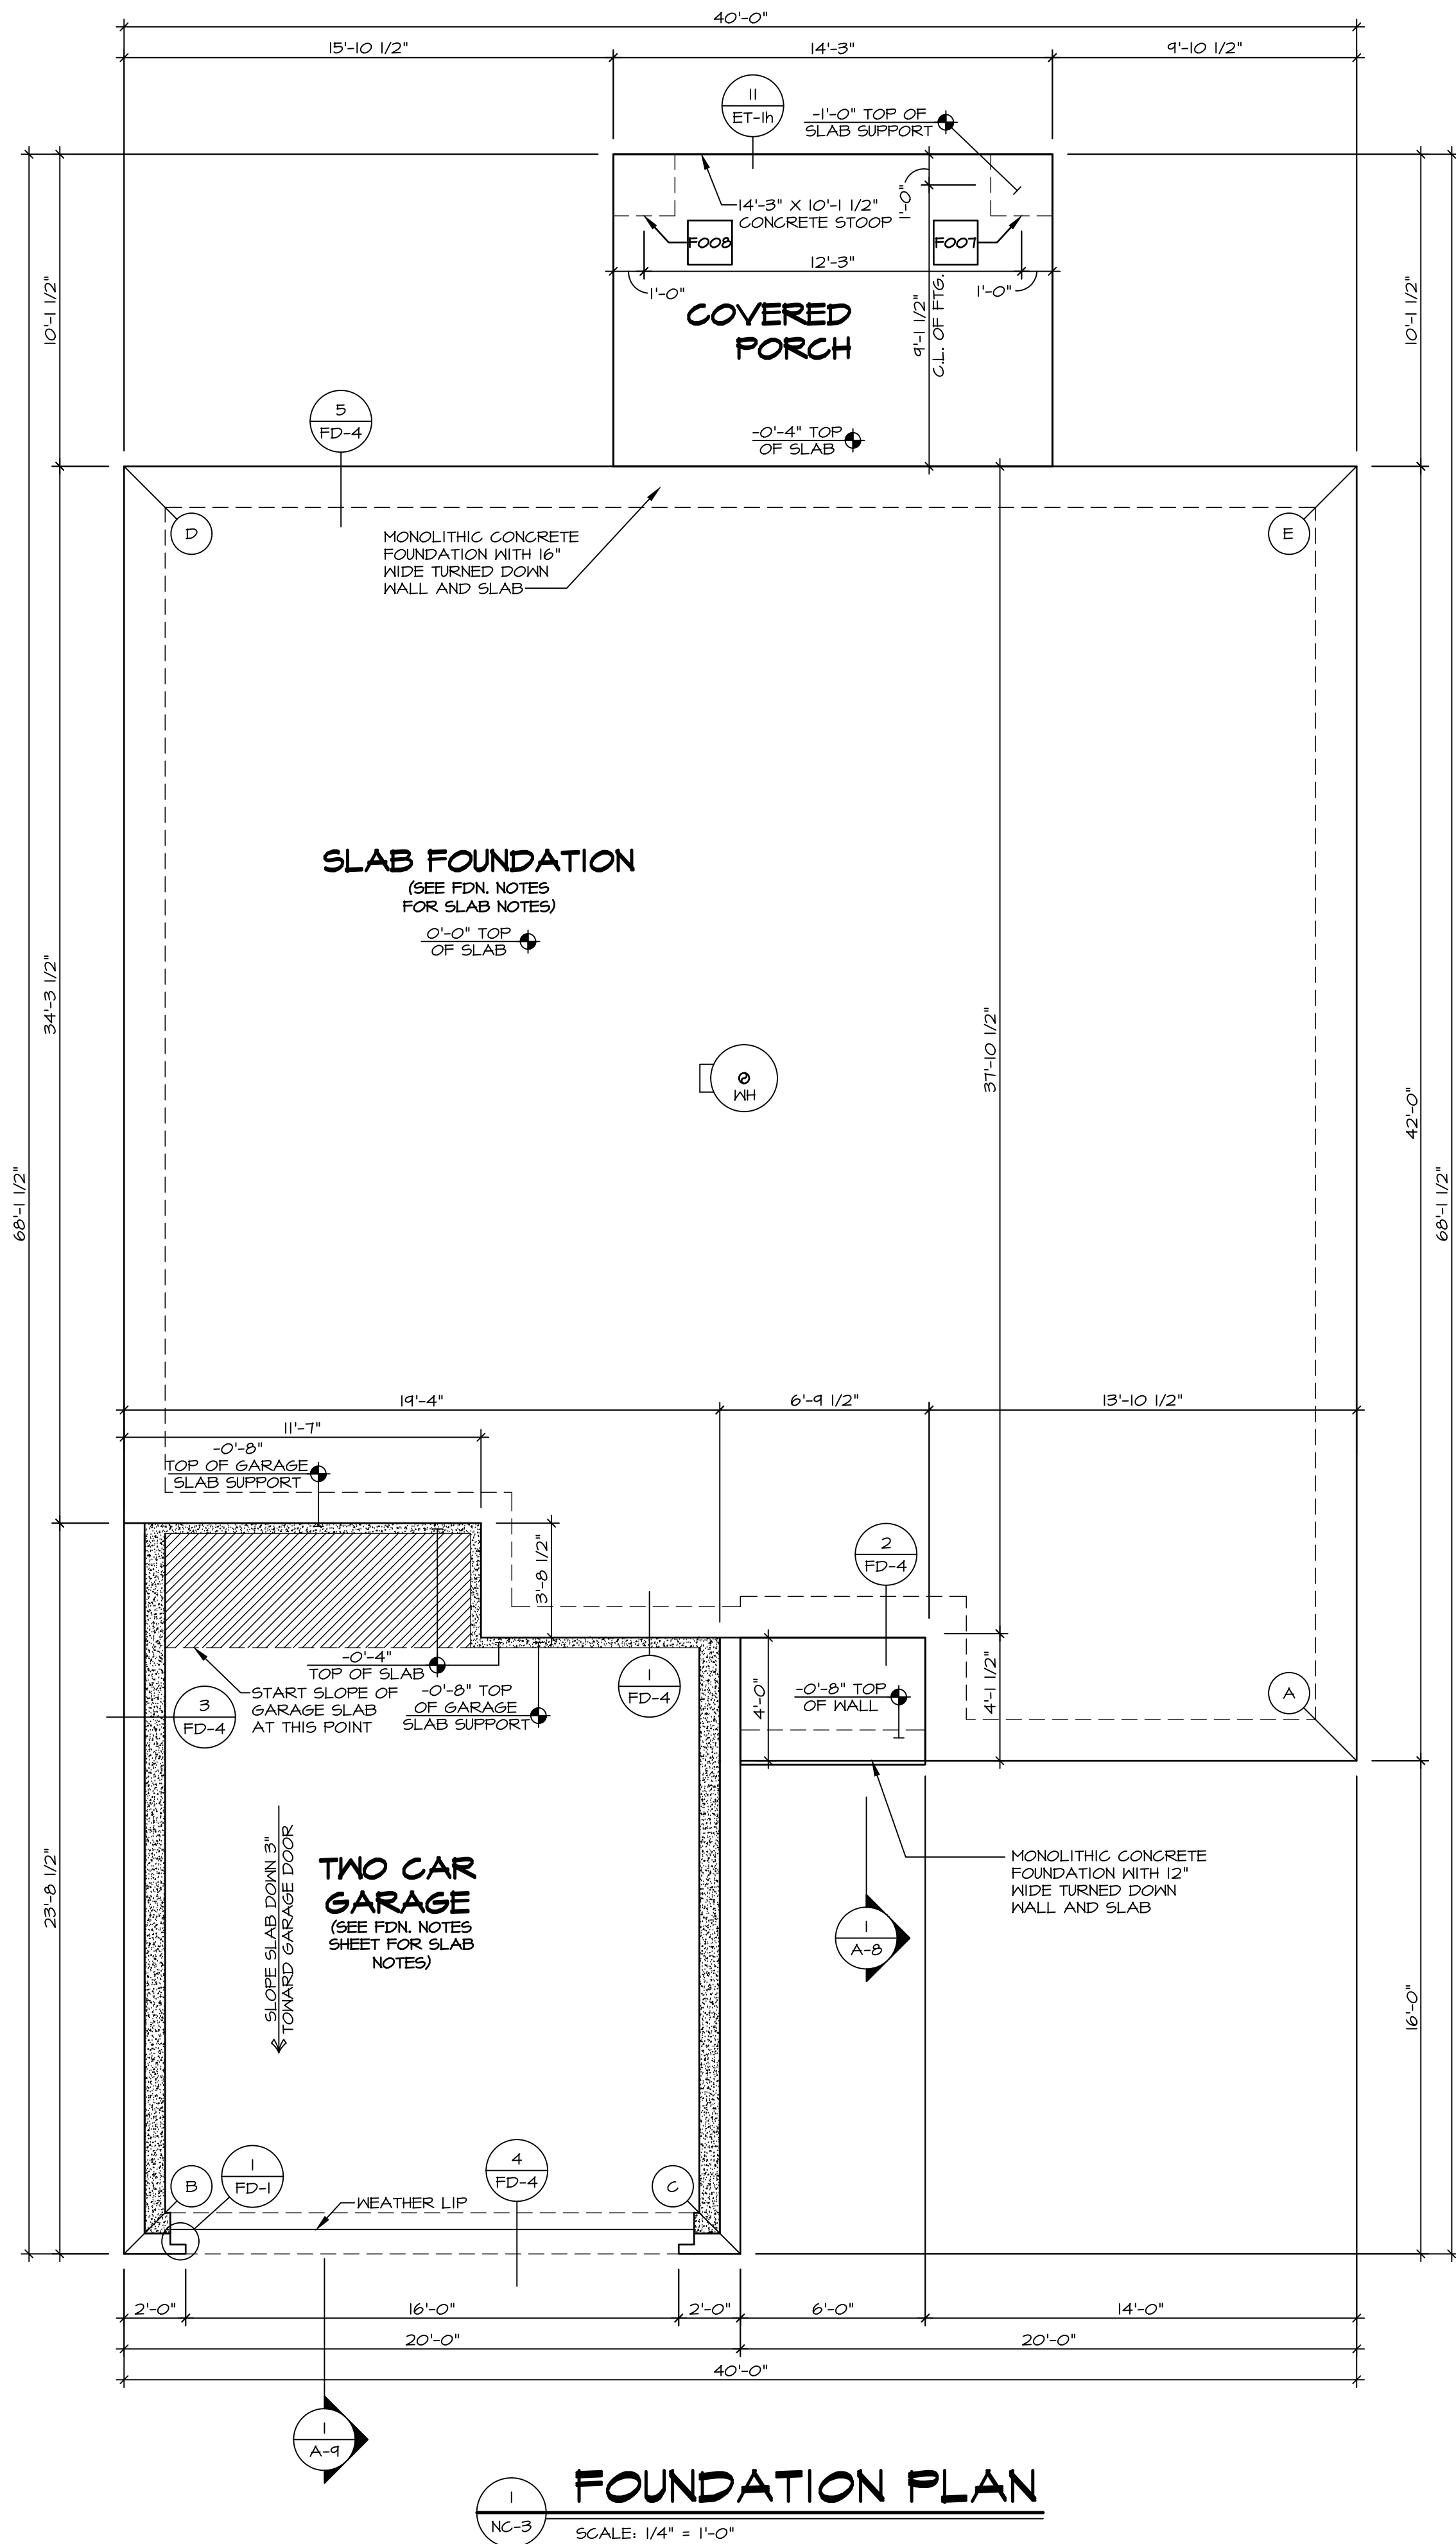 40'-0"
15'-10 1/2"
14'-3"
9'-10 1/2"
11
ET-1h
-1'-0" TOP OF
SLAB SUPPORT
14'-3" X 10'-1 1/2"
CONCRETE STOOP
1'-0"
F008
F007
12'-3"
1'-0"
1'-0"
COVERED
PORCH
9'-1 1/2"
C.L. OF FTG.
10'-1 1/2"
10'-1 1/2"
-0'-4" TOP
OF SLAB
5
FD-4
D
E
MONOLITHIC CONCRETE
FOUNDATION WITH 16"
WIDE TURNED DOWN
WALL AND SLAB
SLAB FOUNDATION
(SEE FDN. NOTES
FOR SLAB NOTES)
0'-0" TOP
OF SLAB
34'-3 1/2"
37'-10 1/2"
WH
42'-0"
68'-1 1/2"
68'-1 1/2"
19'-4"
6'-9 1/2"
13'-10 1/2"
11'-7"
-0'-8"
TOP OF GARAGE
SLAB SUPPORT
3'-8 1/2"
2
FD-4
-0'-4"
TOP OF SLAB
START SLOPE OF
GARAGE SLAB
AT THIS POINT
-0'-8" TOP
OF GARAGE
SLAB SUPPORT
3
FD-4
1
FD-4
4'-0"
-0'-8" TOP
OF WALL
4'-1 1/2"
A
SLOPE SLAB DOWN 3"
TOWARD GARAGE DOOR
TWO CAR
GARAGE
(SEE FDN. NOTES
SHEET FOR SLAB
NOTES)
MONOLITHIC CONCRETE
FOUNDATION WITH 12"
WIDE TURNED DOWN
WALL AND SLAB
1
A-8
23'-8 1/2"
16'-0"
B
1
FD-1
4
FD-4
C
WEATHER LIP
2'-0"
16'-0"
2'-0"
6'-0"
14'-0"
20'-0"
20'-0"
40'-0"
1
A-9
1
NC-3
FOUNDATION PLAN
SCALE: 1/4" = 1'-0"